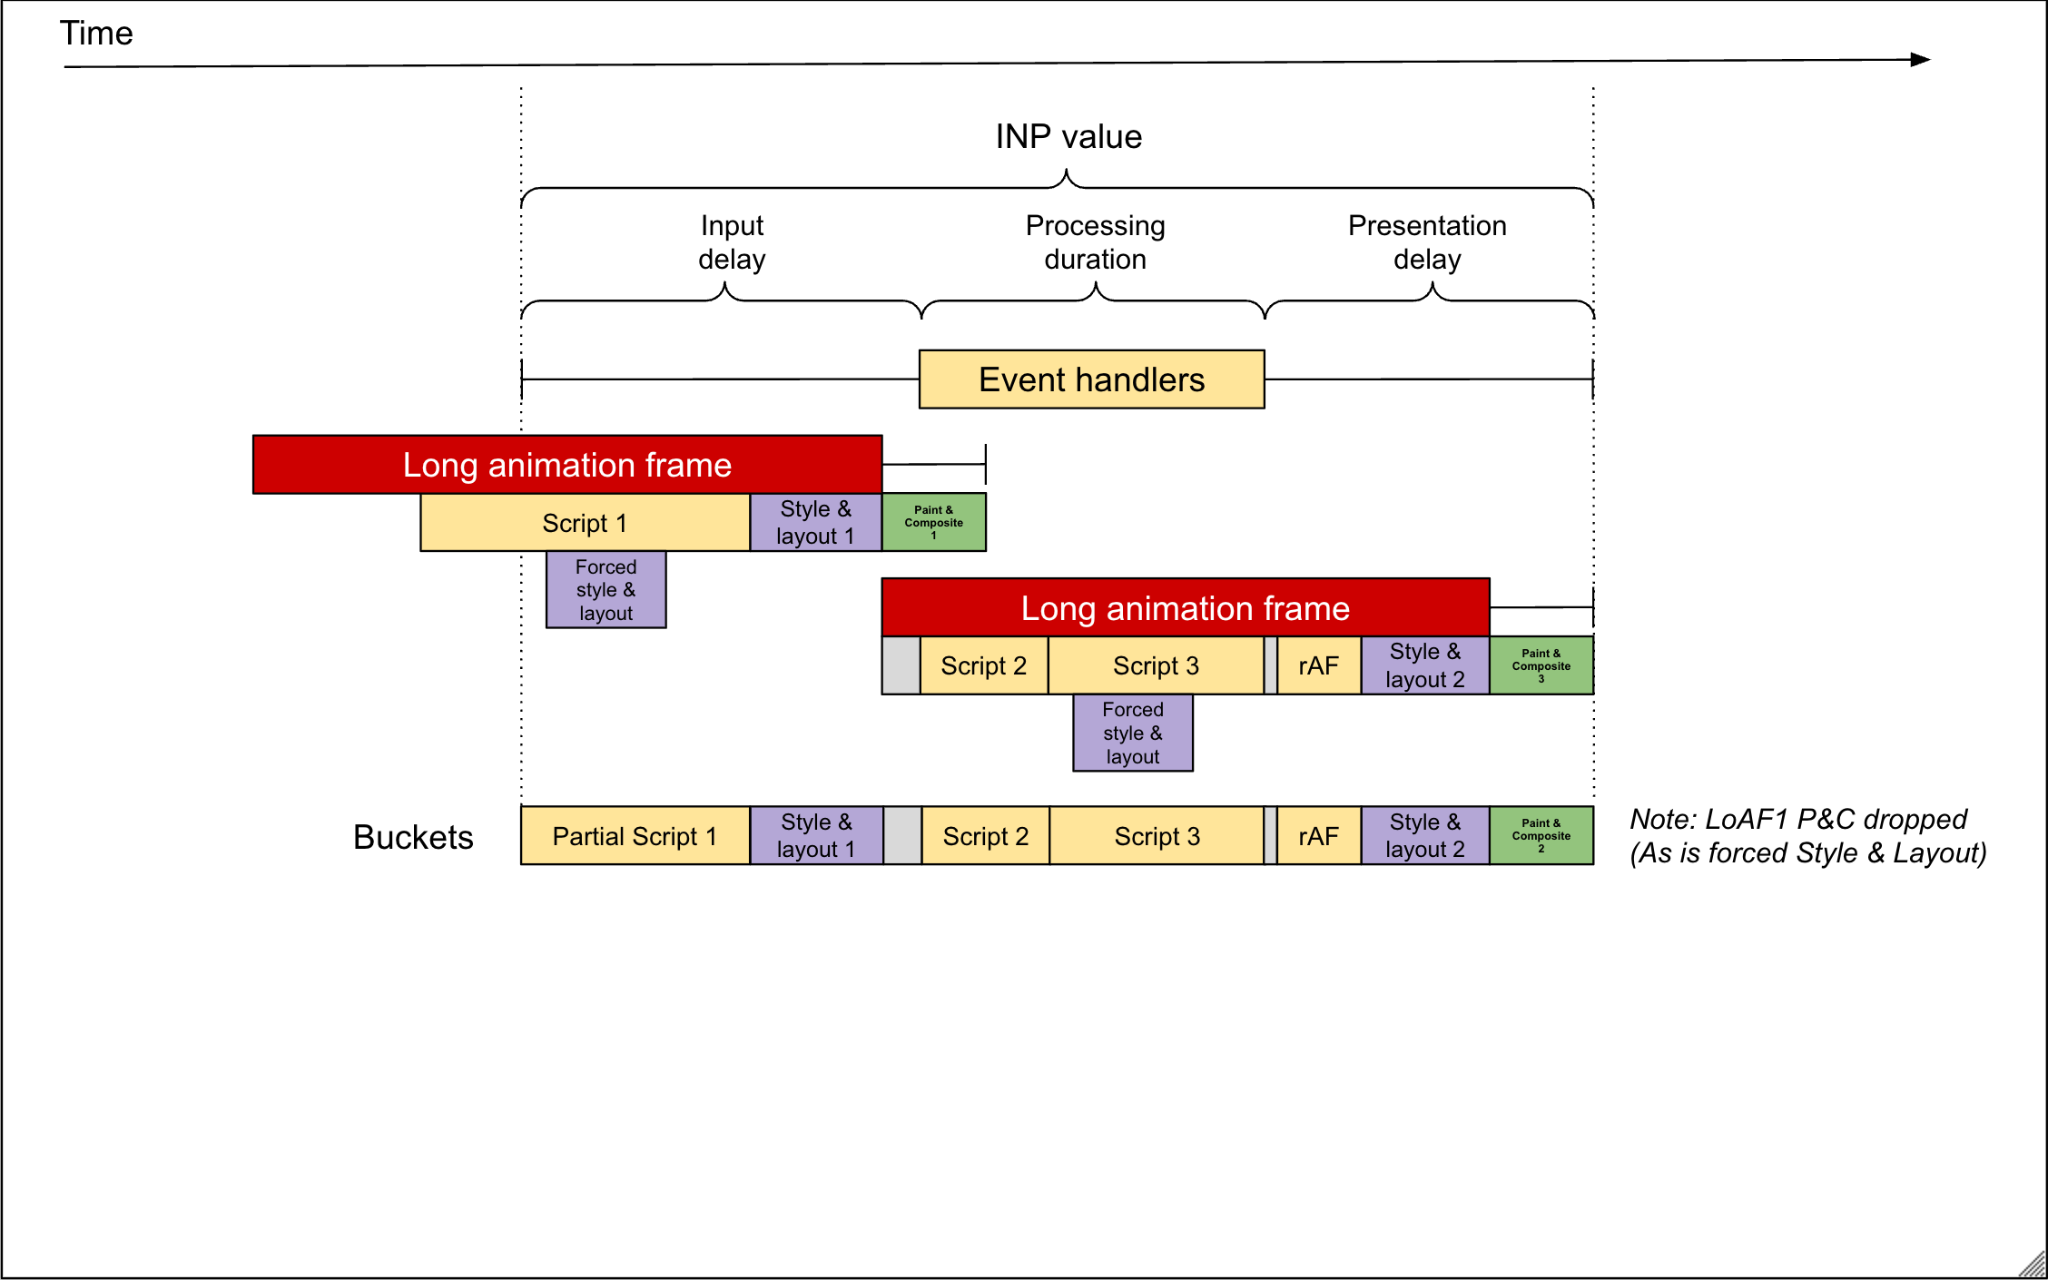 Time
INP value
Input
delay
Processing
duration
Presentation
delay
Event handlers
Long animation frame
Script 1
Style &
layout 1
Paint &
Composite
1
Forced
style &
layout
Long animation frame
Script 2
Script 3
rAF
Style &
layout 2
Paint &
Composite
3
Forced
style &
layout
Buckets
Partial Script 1
Style &
layout 1
Script 2
Script 3
rAF
Style &
layout 2
Paint &
Composite
2
Note: LoAF1 P&C dropped
(As is forced Style & Layout)